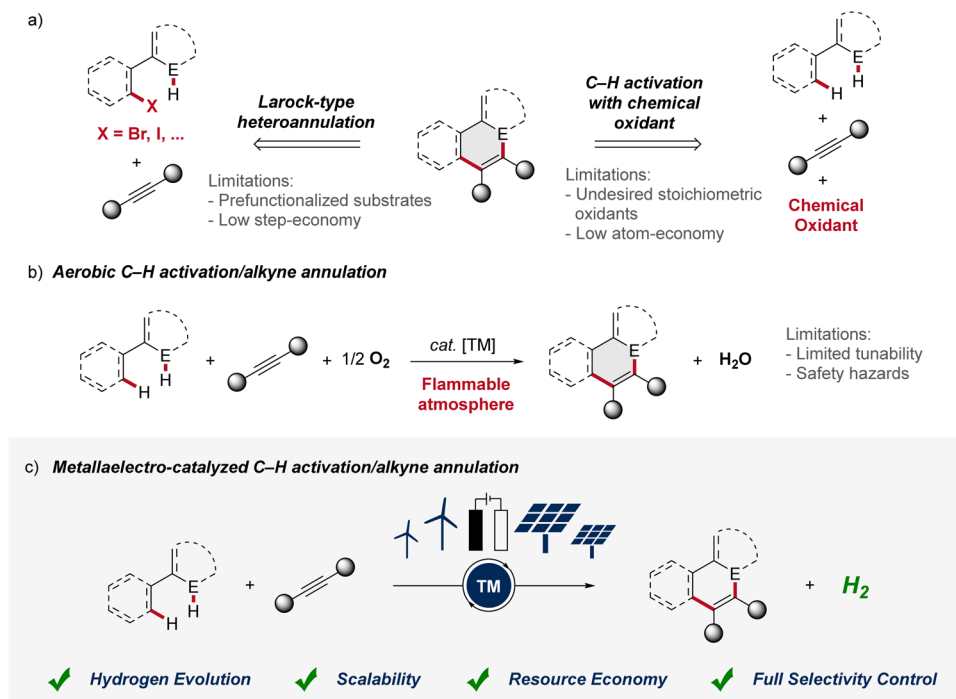 a)
E
H
X
X = Br, I, ...
+
Larock-type
heteroannulation
Limitations:
- Prefunctionalized substrates
- Low step-economy
E
C–H activation
with chemical
oxidant
Limitations:
- Undesired stoichiometric
oxidants
- Low atom-economy
E
H
H
+
+
Chemical
Oxidant
b) Aerobic C–H activation/alkyne annulation
E
H
H
+
+ 1/2 O₂
cat. [TM]
Flammable
atmosphere
E
+ H₂O
Limitations:
- Limited tunability
- Safety hazards
c) Metallaelectro-catalyzed C–H activation/alkyne annulation
E
H
H
+
TM
E
+ H₂
✓ Hydrogen Evolution ✓ Scalability ✓ Resource Economy ✓ Full Selectivity Control